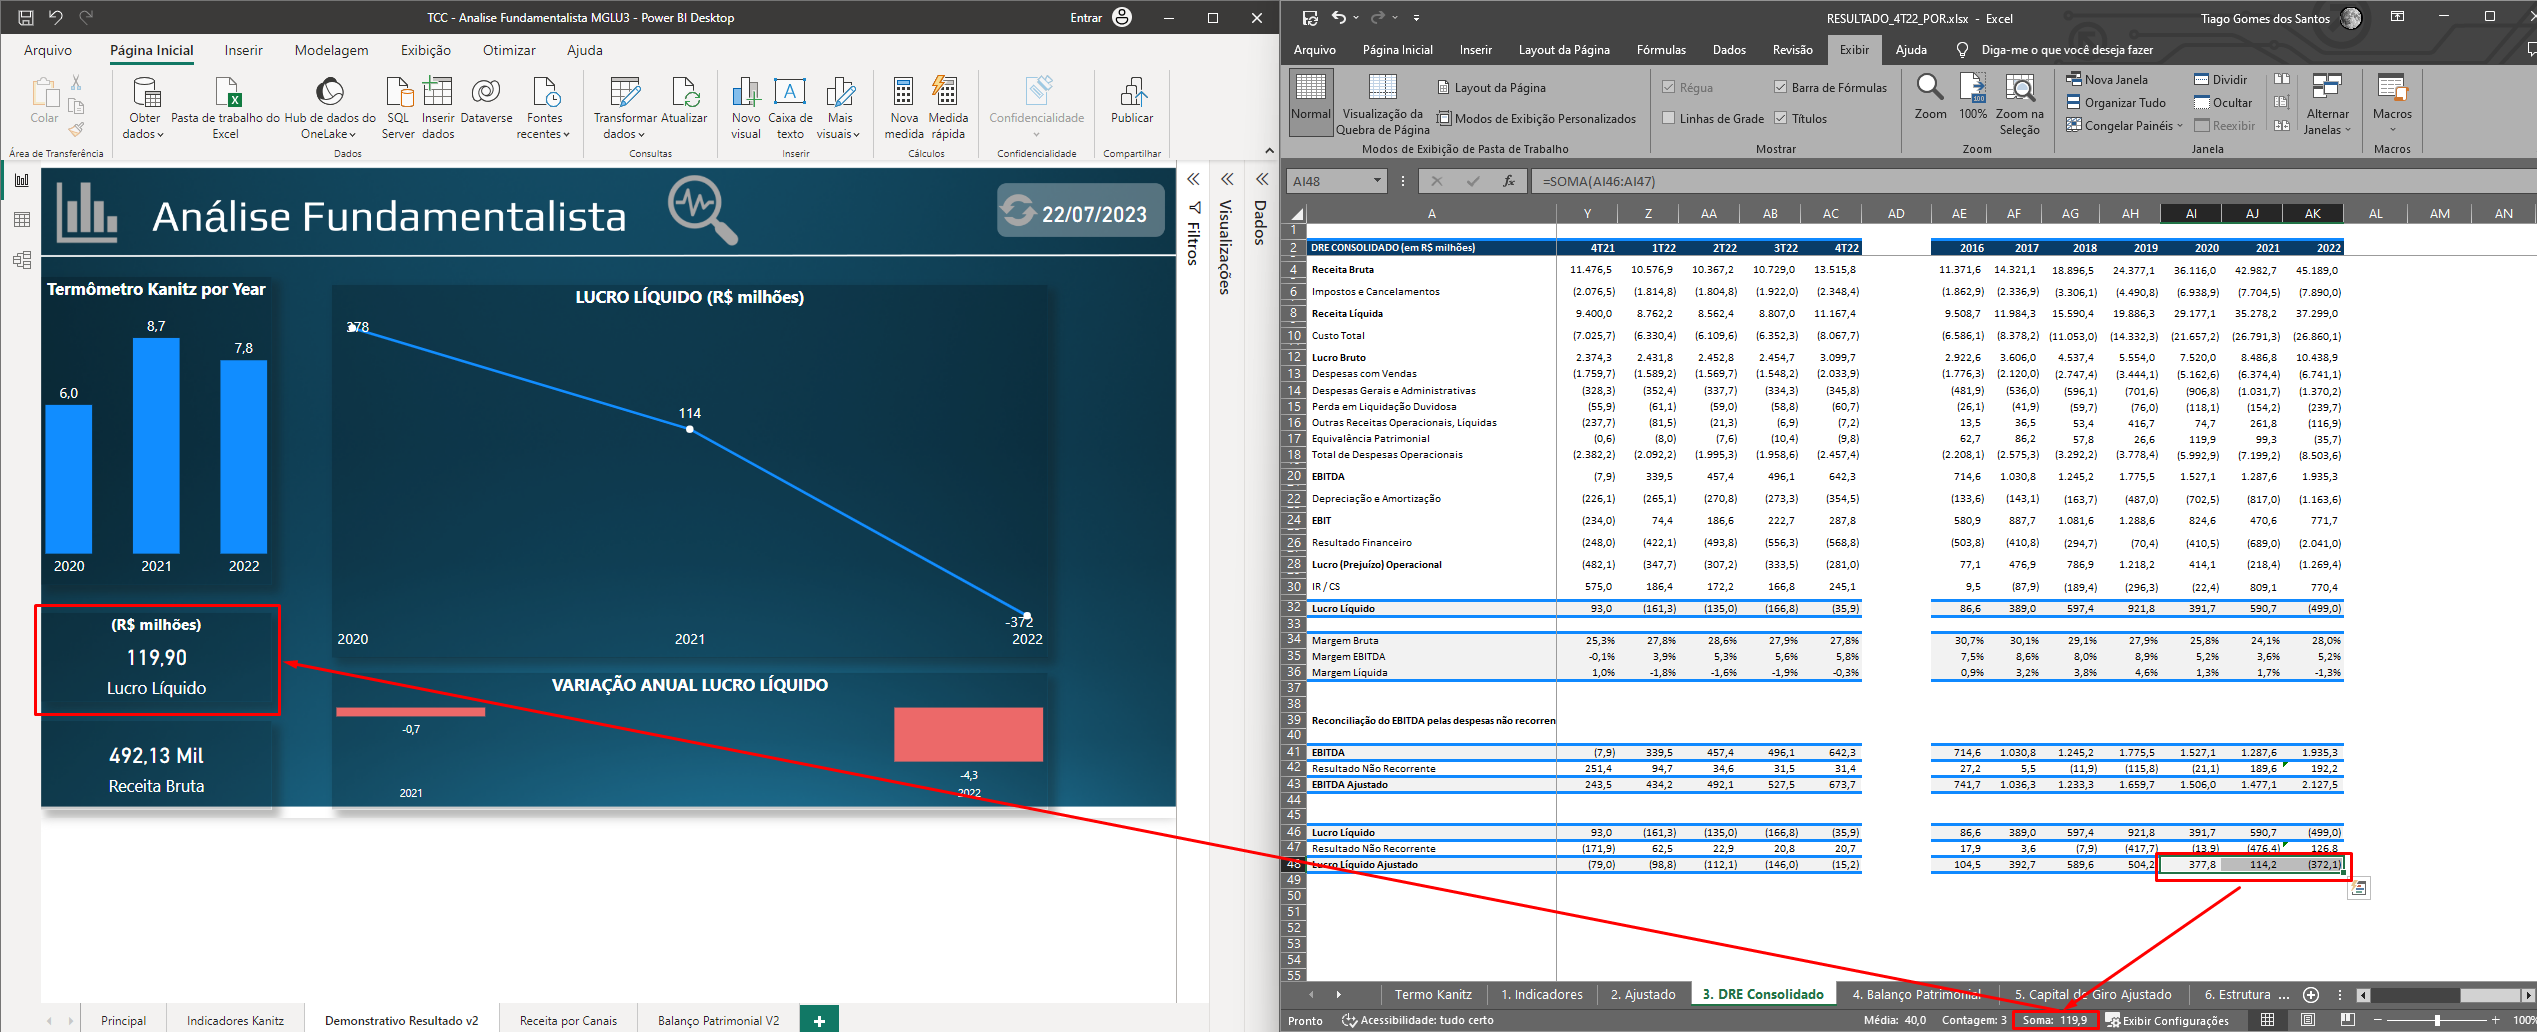 TCC - Analise Fundamentalista MGLU3 - Power BI Desktop
Entrar
Arquivo Página Inicial Inserir Modelagem Exibição Otimizar Ajuda
Colar
Obter dados
Pasta de trabalho do Excel
Hub de dados do OneLake
SQL Server
Inserir dados
Dataverse
Fontes recentes
Transformar dados
Atualizar
Novo visual
Caixa de texto
Mais visuais
Nova medida
Medida rápida
Confidencialidade
Publicar
Área de Transferência Dados Consultas Inserir Cálculos Confidencialidade Compartilhar
Análise Fundamentalista
22/07/2023
Termômetro Kanitz por Year
6,0 8,7 7,8
2020 2021 2022
(R$ milhões)
119,90
Lucro Líquido
492,13 Mil
Receita Bruta
LUCRO LÍQUIDO (R$ milhões)
378
114
-372
2020 2021 2022
VARIAÇÃO ANUAL LUCRO LÍQUIDO
-0,7
-4,3
2021 2022
Filtros
Visualizações
Dados
Principal Indicadores Kanitz Demonstrativo Resultado v2 Receita por Canais Balanço Patrimonial V2 +
RESULTADO_4T22_POR.xlsx - Excel
Tiago Gomes dos Santos
Arquivo Página Inicial Inserir Layout da Página Fórmulas Dados Revisão Exibir Ajuda Diga-me o que você deseja fazer
Normal
Visualização da Quebra de Página
Layout da Página
Modos de Exibição Personalizados
Régua
Barra de Fórmulas
Linhas de Grade
Títulos
Zoom
100%
Zoom na Seleção
Nova Janela
Organizar Tudo
Congelar Painéis
Dividir
Ocultar
Reexibir
Alternar Janelas
Macros
Modos de Exibição de Pasta de Trabalho Mostrar Zoom Janela Macros
AI48 fx =SOMA(AI46:AI47)
A Y Z AA AB AC AD AE AF AG AH AI AJ AK AL AM AN
1
2 DRE CONSOLIDADO (em R$ milhões) 4T21 1T22 2T22 3T22 4T22 2016 2017 2018 2019 2020 2021 2022
4 Receita Bruta 11.476,5 10.576,9 10.367,2 10.729,0 13.515,8 11.371,6 14.321,1 18.896,5 24.377,1 36.116,0 42.982,7 45.189,0
6 Impostos e Cancelamentos (2.076,5) (1.814,8) (1.804,8) (1.922,0) (2.348,4) (1.862,9) (2.336,9) (3.306,1) (4.490,8) (6.938,9) (7.704,5) (7.890,0)
8 Receita Líquida 9.400,0 8.762,2 8.562,4 8.807,0 11.167,4 9.508,7 11.984,3 15.590,4 19.886,3 29.177,1 35.278,2 37.299,0
10 Custo Total (7.025,7) (6.330,4) (6.109,6) (6.352,3) (8.067,7) (6.586,1) (8.378,2) (11.053,0) (14.332,3) (21.657,2) (26.791,3) (26.860,1)
12 Lucro Bruto 2.374,3 2.431,8 2.452,8 2.454,7 3.099,7 2.922,6 3.606,0 4.537,4 5.554,0 7.520,0 8.486,8 10.438,9
13 Despesas com Vendas (1.759,7) (1.589,2) (1.569,7) (1.548,2) (2.033,9) (1.776,3) (2.120,0) (2.747,4) (3.444,1) (5.162,6) (6.374,4) (6.741,1)
14 Despesas Gerais e Administrativas (328,3) (352,4) (337,7) (334,3) (345,8) (481,9) (536,0) (596,1) (701,6) (906,8) (1.031,7) (1.370,2)
15 Perda em Liquidação Duvidosa (55,9) (61,1) (59,0) (58,8) (60,7) (26,1) (41,9) (59,7) (76,0) (118,1) (154,2) (239,7)
16 Outras Receitas Operacionais, Líquidas (237,7) (81,5) (21,3) (6,9) (7,2) 13,5 36,5 53,4 416,7 74,7 261,8 (116,9)
17 Equivalência Patrimonial (0,6) (8,0) (7,6) (10,4) (9,8) 62,7 86,2 57,8 26,6 119,9 99,3 (35,7)
18 Total de Despesas Operacionais (2.382,2) (2.092,2) (1.995,3) (1.958,6) (2.457,4) (2.208,1) (2.575,3) (3.292,2) (3.778,4) (5.992,9) (7.199,2) (8.503,6)
20 EBITDA (7,9) 339,5 457,4 496,1 642,3 714,6 1.030,8 1.245,2 1.775,5 1.527,1 1.287,6 1.935,3
22 Depreciação e Amortização (226,1) (265,1) (270,8) (273,3) (354,5) (133,6) (143,1) (163,7) (487,0) (702,5) (817,0) (1.163,6)
24 EBIT (234,0) 74,4 186,6 222,7 287,8 580,9 887,7 1.081,6 1.288,6 824,6 470,6 771,7
26 Resultado Financeiro (248,0) (422,1) (493,8) (556,3) (568,8) (503,8) (410,8) (294,7) (70,4) (410,5) (689,0) (2.041,0)
28 Lucro (Prejuízo) Operacional (482,1) (347,7) (307,2) (333,5) (281,0) 77,1 476,9 786,9 1.218,2 414,1 (218,4) (1.269,4)
30 IR / CS 575,0 186,4 172,2 166,8 245,1 9,5 (87,9) (189,4) (296,3) (22,4) 809,1 770,4
32 Lucro Líquido 93,0 (161,3) (135,0) (166,8) (35,9) 86,6 389,0 597,4 921,8 391,7 590,7 (499,0)
33
34 Margem Bruta 25,3% 27,8% 28,6% 27,9% 27,8% 30,7% 30,1% 29,1% 27,9% 25,8% 24,1% 28,0%
35 Margem EBITDA -0,1% 3,9% 5,3% 5,6% 5,8% 7,5% 8,6% 8,0% 8,9% 5,2% 3,6% 5,2%
36 Margem Líquida 1,0% -1,8% -1,6% -1,9% -0,3% 0,9% 3,2% 3,8% 4,6% 1,3% 1,7% -1,3%
37
38
39 Reconciliação do EBITDA pelas despesas não recorren
40
41 EBITDA (7,9) 339,5 457,4 496,1 642,3 714,6 1.030,8 1.245,2 1.775,5 1.527,1 1.287,6 1.935,3
42 Resultado Não Recorrente 251,4 94,7 34,6 31,5 31,4 27,2 5,5 (11,9) (115,8) (21,1) 189,6 192,2
43 EBITDA Ajustado 243,5 434,2 492,1 527,5 673,7 741,7 1.036,3 1.233,3 1.659,7 1.506,0 1.477,1 2.127,5
44
45
46 Lucro Líquido 93,0 (161,3) (135,0) (166,8) (35,9) 86,6 389,0 597,4 921,8 391,7 590,7 (499,0)
47 Resultado Não Recorrente (171,9) 62,5 22,9 20,8 20,7 17,9 3,6 (7,9) (417,7) (13,9) (476,4) 126,8
48 Lucro Líquido Ajustado (79,0) (98,8) (112,1) (146,0) (15,2) 104,5 392,7 589,6 504,2 377,8 114,2 (372,1)
49
50
51
52
53
54
55
Termo Kanitz 1. Indicadores 2. Ajustado 3. DRE Consolidado 4. Balanço Patrimonial 5. Capital de Giro Ajustado 6. Estrutura ...
Pronto Acessibilidade: tudo certo Média: 40,0 Contagem: 3 Soma: 119,9 Exibir Configurações 100%